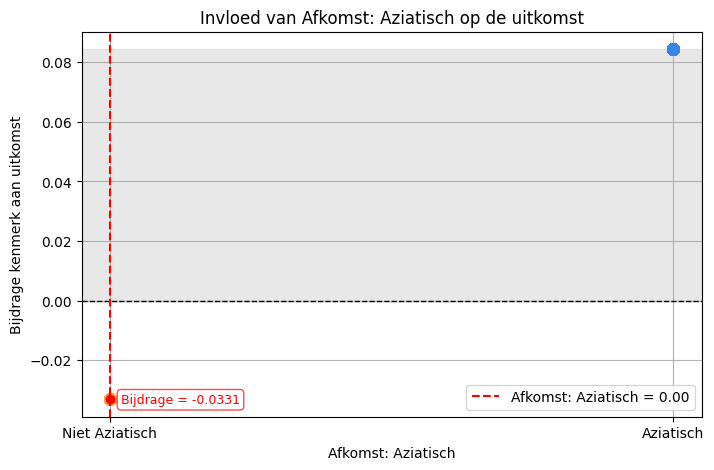 Invloed van Afkomst: Aziatisch op de uitkomst
Bijdrage kenmerk aan uitkomst
0.08
0.06
0.04
0.02
0.00
−0.02
Bijdrage = -0.0331
Afkomst: Aziatisch = 0.00
Niet Aziatisch
Aziatisch
Afkomst: Aziatisch